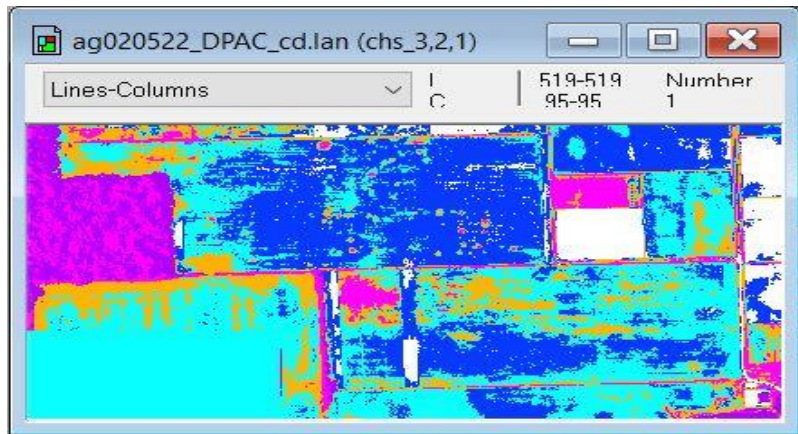 ag020522_DPAC_cd.lan (chs_3,2,1)
Lines-Columns
519-519 Number
95-95 1